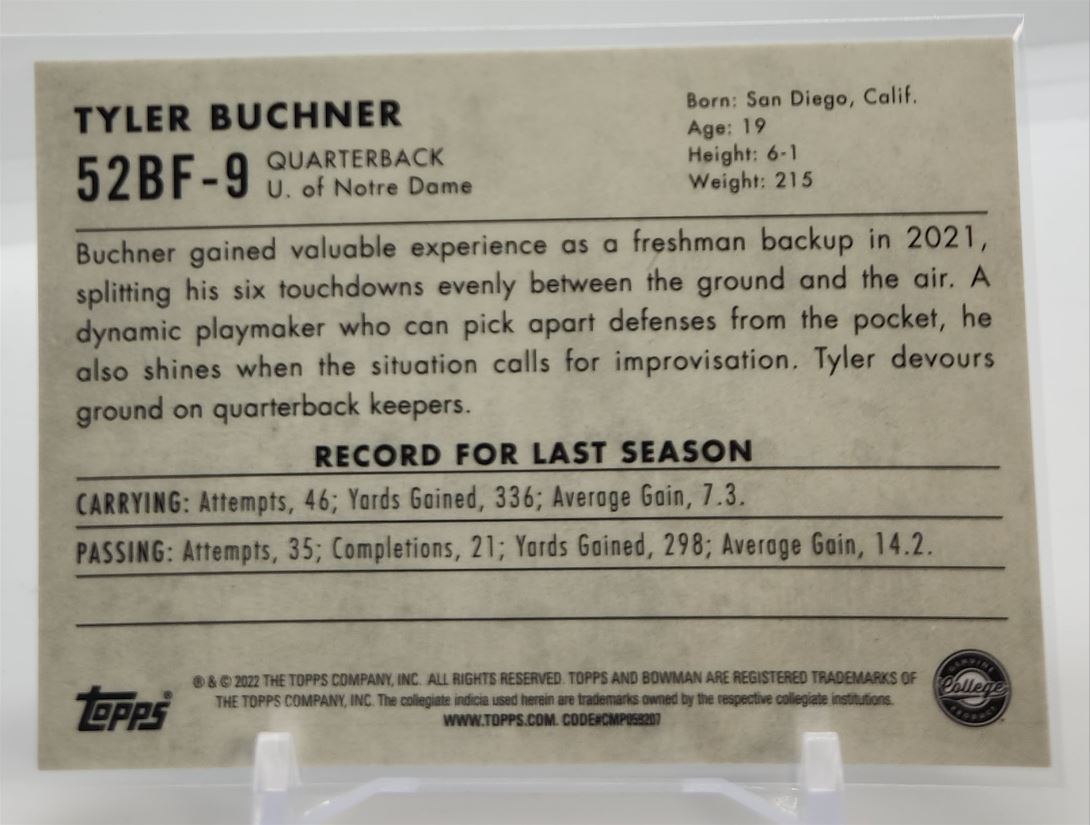 TYLER BUCHNER
52BF-9
QUARTERBACK
U. of Notre Dame
Born: San Diego, Calif.
Age: 19
Height: 6-1
Weight: 215
Buchner gained valuable experience as a freshman backup in 2021,
splitting his six touchdowns evenly between the ground and the air. A
dynamic playmaker who can pick apart defenses from the pocket, he
also shines when the situation calls for improvisation. Tyler devours
ground on quarterback keepers.
RECORD FOR LAST SEASON
CARRYING: Attempts, 46; Yards Gained, 336; Average Gain, 7.3.
PASSING: Attempts, 35; Completions, 21; Yards Gained, 298; Average Gain, 14.2.
® & © 2022 THE TOPPS COMPANY, INC. ALL RIGHTS RESERVED. TOPPS AND BOWMAN ARE REGISTERED TRADEMARKS OF
THE TOPPS COMPANY, INC. The collegiate indicia used herein are trademarks owned by the respective collegiate institutions.
WWW.TOPPS.COM. CODE#CMP059207
TOPPS®
GENUINE
College
PRODUCT